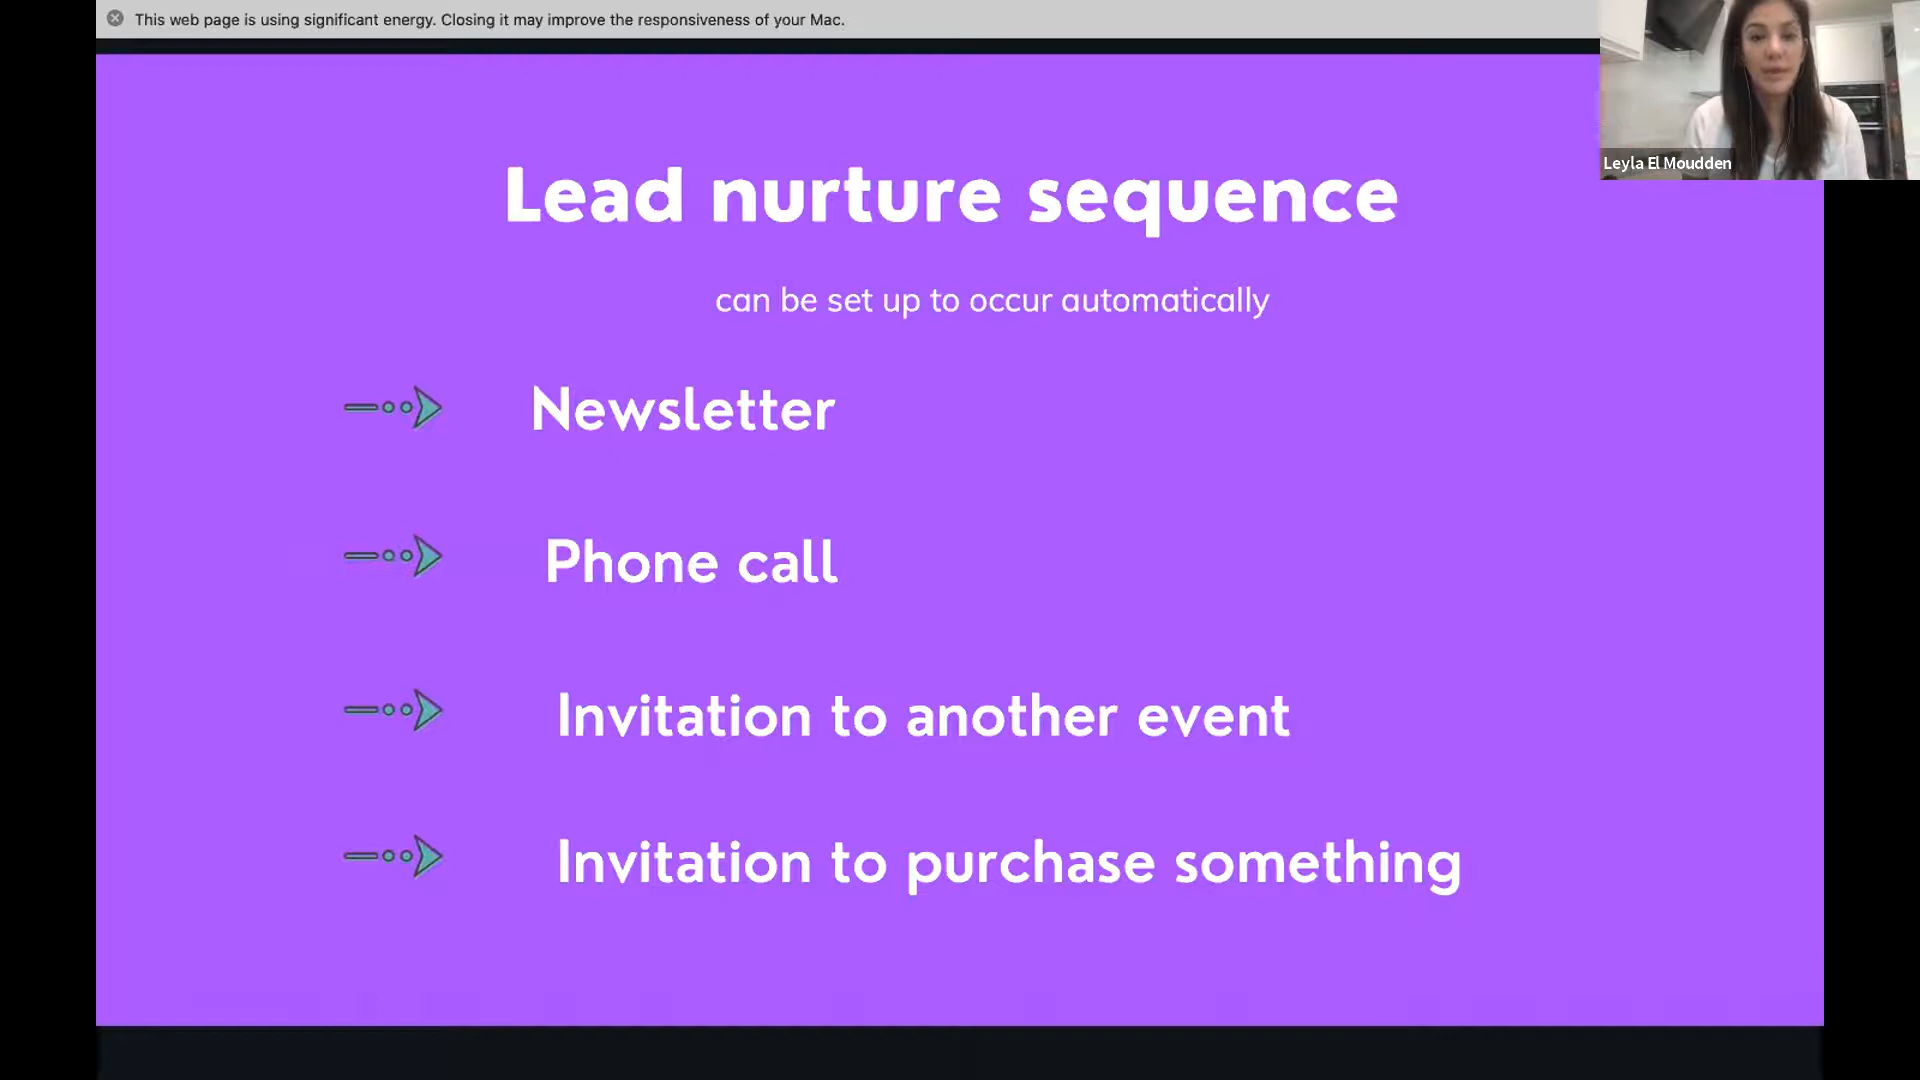 This web page is using significant energy. Closing it may improve the responsiveness of your Mac.
Leyla El Moudden
Lead nurture sequence
can be set up to occur automatically
Newsletter
Phone call
Invitation to another event
Invitation to purchase something